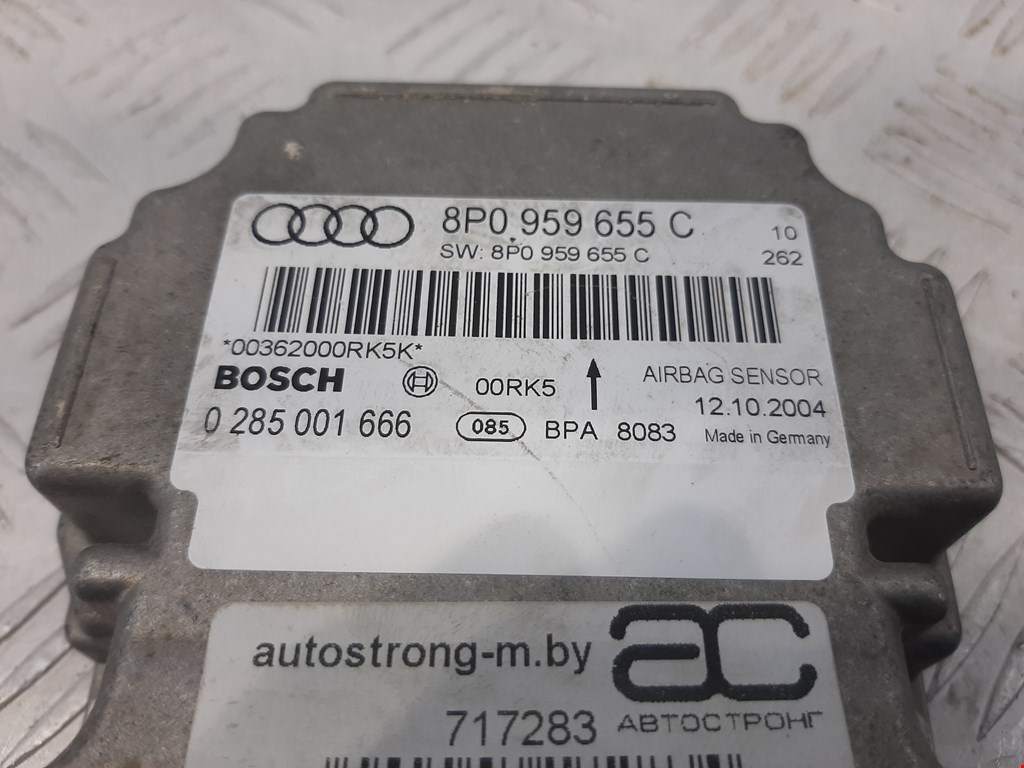 8P0 959 655 C 10
SW: 8P0 959 655 C 262
*00362000RK5K*
BOSCH 00RK5 AIRBAG SENSOR
12.10.2004
0 285 001 666 085 BPA 8083 Made in Germany
autostrong-m.by
ac
717283 АВТОСТРОНГ